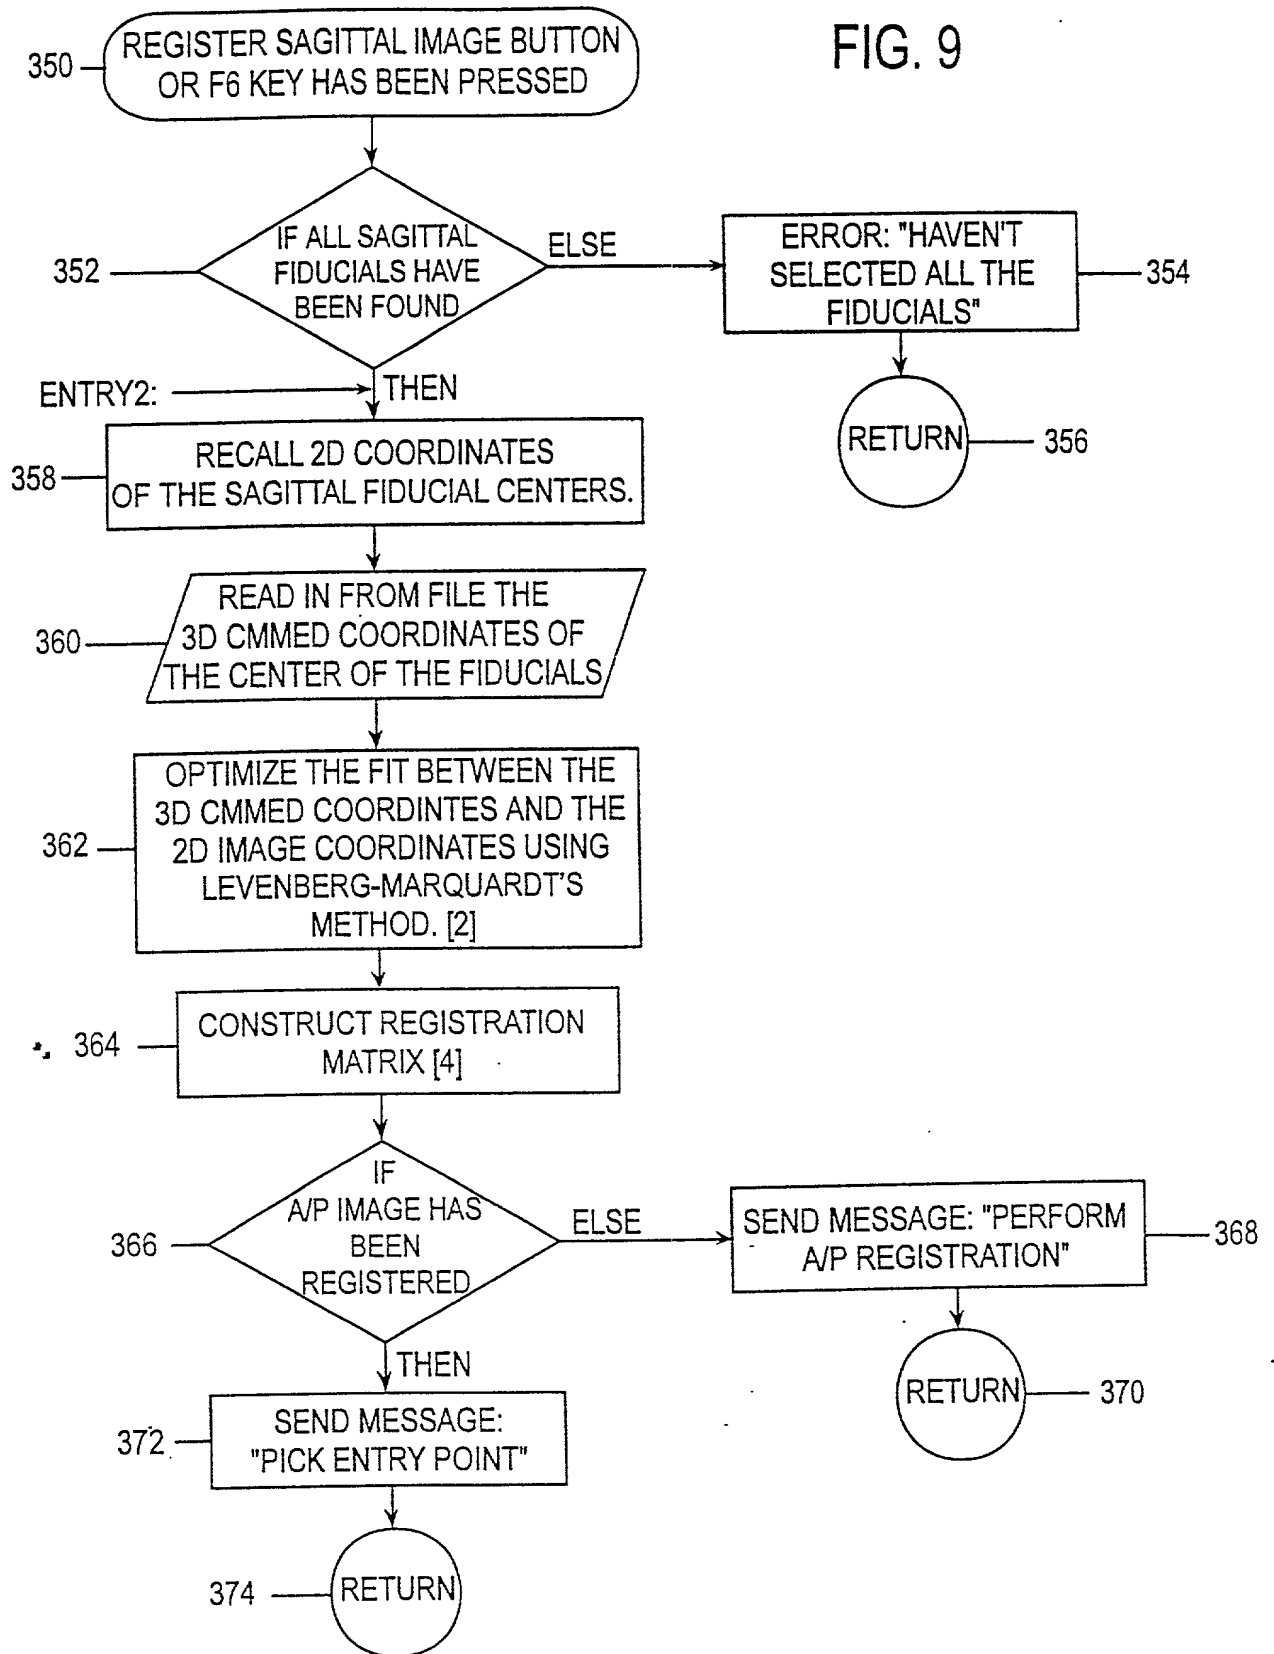 FIG. 9
350
REGISTER SAGITTAL IMAGE BUTTON
OR F6 KEY HAS BEEN PRESSED
352
IF ALL SAGITTAL
FIDUCIALS HAVE
BEEN FOUND
ELSE
ERROR: "HAVEN'T
SELECTED ALL THE
FIDUCIALS"
354
RETURN
356
ENTRY2:
THEN
358
RECALL 2D COORDINATES
OF THE SAGITTAL FIDUCIAL CENTERS.
360
READ IN FROM FILE THE
3D CMMED COORDINATES OF
THE CENTER OF THE FIDUCIALS
362
OPTIMIZE THE FIT BETWEEN THE
3D CMMED COORDINTES AND THE
2D IMAGE COORDINATES USING
LEVENBERG-MARQUARDT'S
METHOD. [2]
364
CONSTRUCT REGISTRATION
MATRIX [4]
366
IF
A/P IMAGE HAS
BEEN
REGISTERED
ELSE
SEND MESSAGE: "PERFORM
A/P REGISTRATION"
368
RETURN
370
THEN
372
SEND MESSAGE:
"PICK ENTRY POINT"
374
RETURN